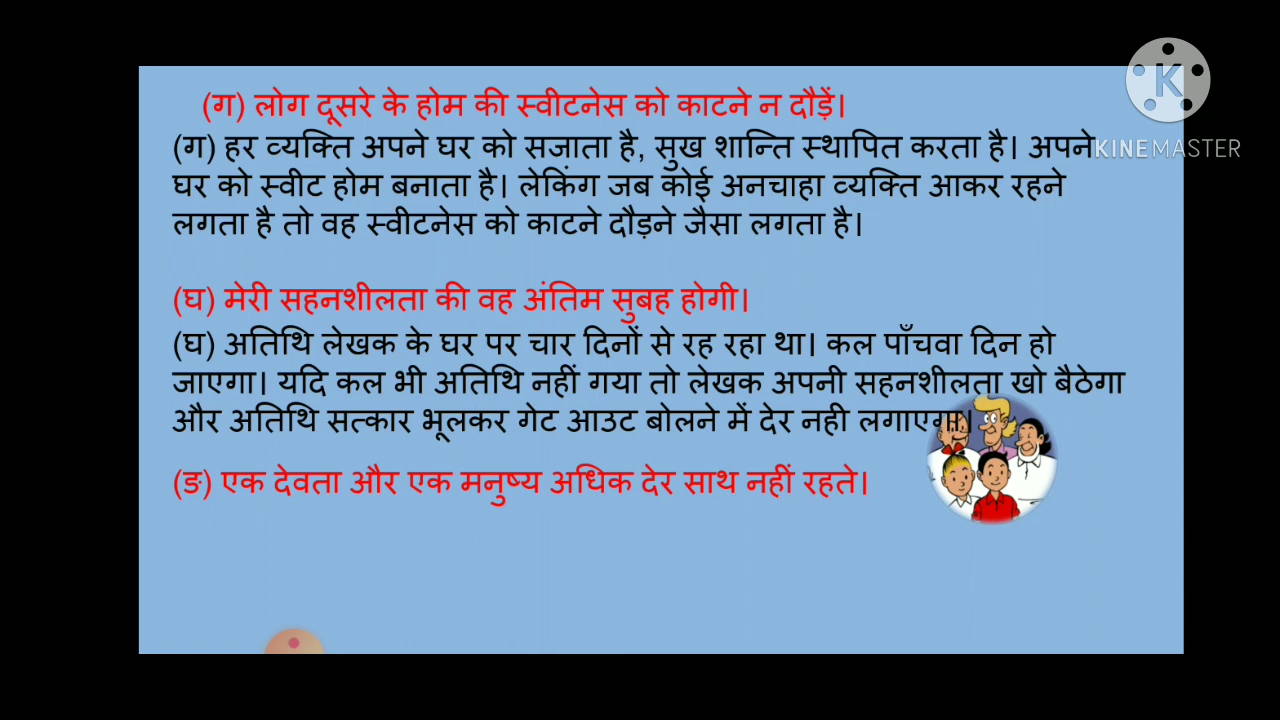 (ग) लोग दूसरे के होम की स्वीटनेस को काटने न दौड़ें।
(ग) हर व्यक्ति अपने घर को सजाता है, सुख शान्ति स्थापित करता है। अपने
घर को स्वीट होम बनाता है। लेकिंग जब कोई अनचाहा व्यक्ति आकर रहने
लगता है तो वह स्वीटनेस को काटने दौड़ने जैसा लगता है।
(घ) मेरी सहनशीलता की वह अंतिम सुबह होगी।
(घ) अतिथि लेखक के घर पर चार दिनों से रह रहा था। कल पाँचवा दिन हो
जाएगा। यदि कल भी अतिथि नहीं गया तो लेखक अपनी सहनशीलता खो बैठेगा
और अतिथि सत्कार भूलकर गेट आउट बोलने में देर नही लगाएगा।
(ङ) एक देवता और एक मनुष्य अधिक देर साथ नहीं रहते।
K
KINEMASTER